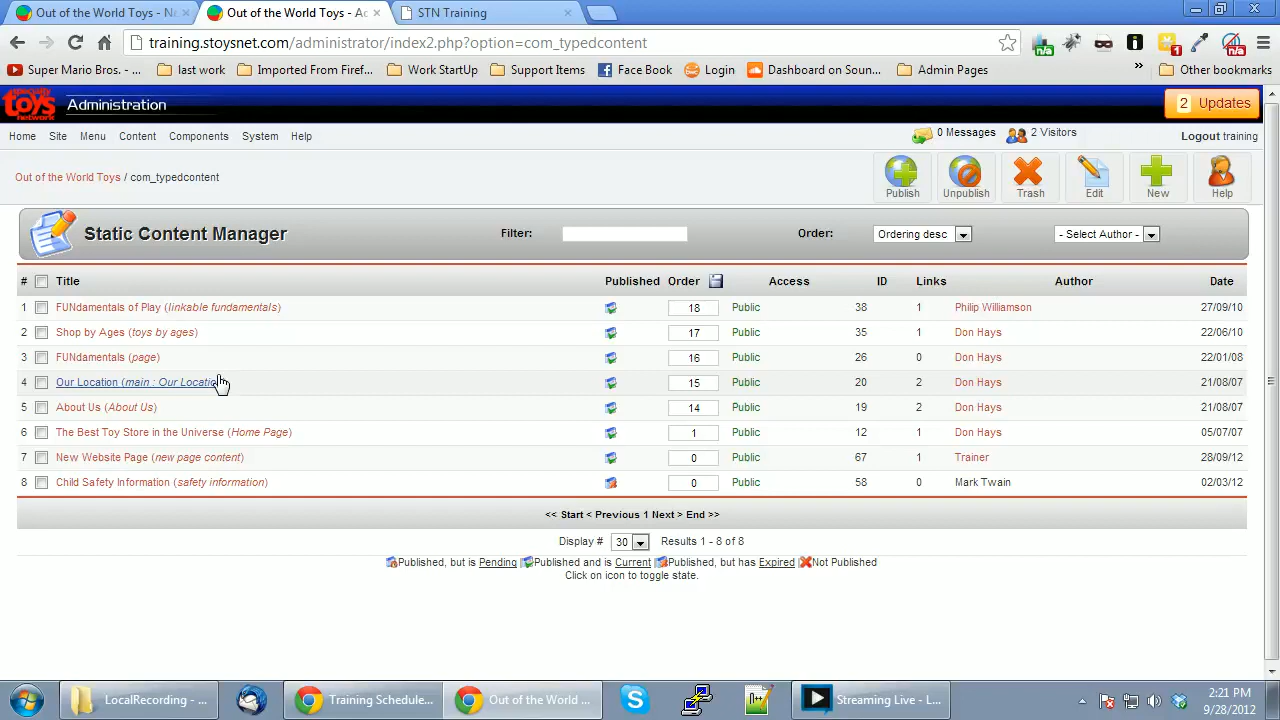 Out of the World Toys - N
Out of the World Toys - A
STN Training
training.stoysnet.com/administrator/index2.php?option=com_typedcontent
n/a
1
n/a
Super Mario Bros. - ...
last work
Imported From Firef...
Work StartUp
Support Items
Face Book
Login
Dashboard on Soun...
Admin Pages
»
Other bookmarks
specialty toys network
Administration
2 Updates
Home
Site
Menu
Content
Components
System
Help
0 Messages
2 Visitors
Logout training
Out of the World Toys / com_typedcontent
Publish
Unpublish
Trash
Edit
New
Help
Static Content Manager
Filter:
Order:
Ordering desc
- Select Author -
# Title Published Order Access ID Links Author Date
1 FUNdamentals of Play (linkable fundamentals) 18 Public 38 1 Philip Williamson 27/09/10
2 Shop by Ages (toys by ages) 17 Public 35 1 Don Hays 22/06/10
3 FUNdamentals (page) 16 Public 26 0 Don Hays 22/01/08
4 Our Location (main : Our Locatio 15 Public 20 2 Don Hays 21/08/07
5 About Us (About Us) 14 Public 19 2 Don Hays 21/08/07
6 The Best Toy Store in the Universe (Home Page) 1 Public 12 1 Don Hays 05/07/07
7 New Website Page (new page content) 0 Public 67 1 Trainer 28/09/12
8 Child Safety Information (safety information) 0 Public 58 0 Mark Twain 02/03/12
<< Start < Previous 1 Next > End >>
Display # 30 Results 1 - 8 of 8
Published, but is Pending Published and is Current Published, but has Expired Not Published
Click on icon to toggle state.
LocalRecording - ...
Training Schedule...
Out of the World ...
Streaming Live - L...
2:21 PM
9/28/2012